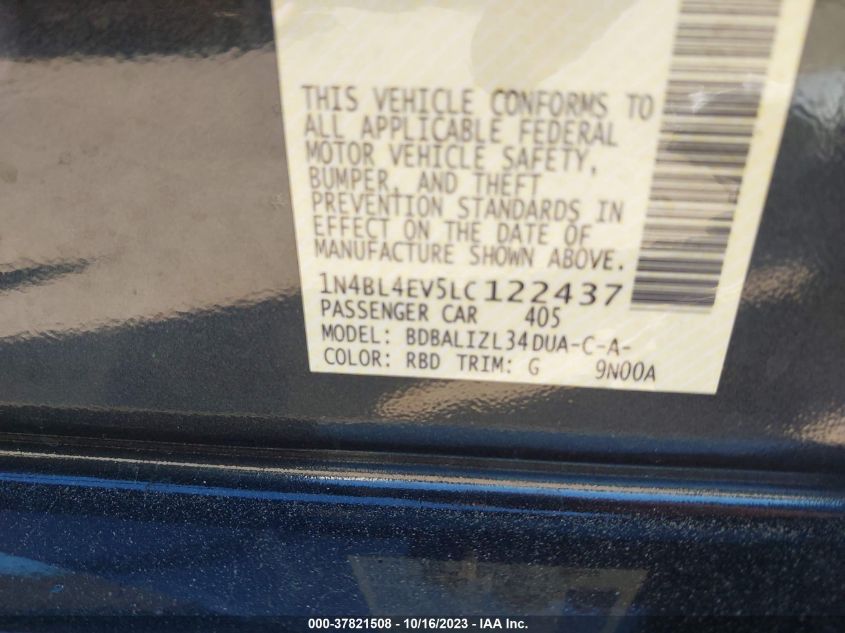 THIS VEHICLE CONFORMS TO
ALL APPLICABLE FEDERAL
MOTOR VEHICLE SAFETY,
BUMPER, AND THEFT
PREVENTION STANDARDS IN
EFFECT ON THE DATE OF
MANUFACTURE SHOWN ABOVE.
1N4BL4EV5LC122437
PASSENGER CAR 405
MODEL: BDBALIZL34DUA-C-A-
COLOR: RBD TRIM: G 9N00A
000-37821508 - 10/16/2023 - IAA Inc.